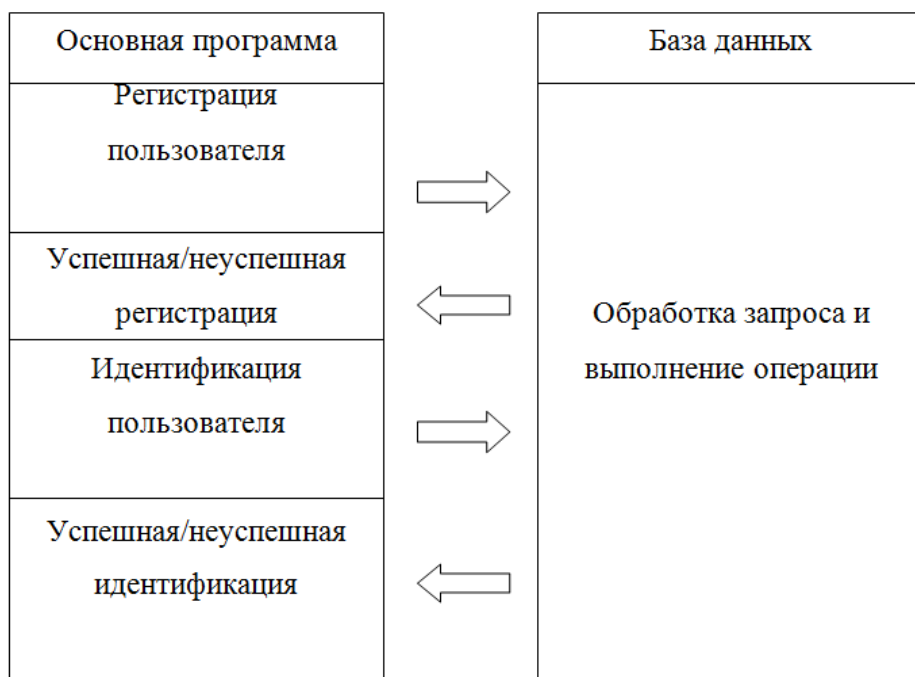 Основная программа
База данных
Регистрация
пользователя
Успешная/неуспешная
регистрация
Идентификация
пользователя
Успешная/неуспешная
идентификация
Обработка запроса и
выполнение операции